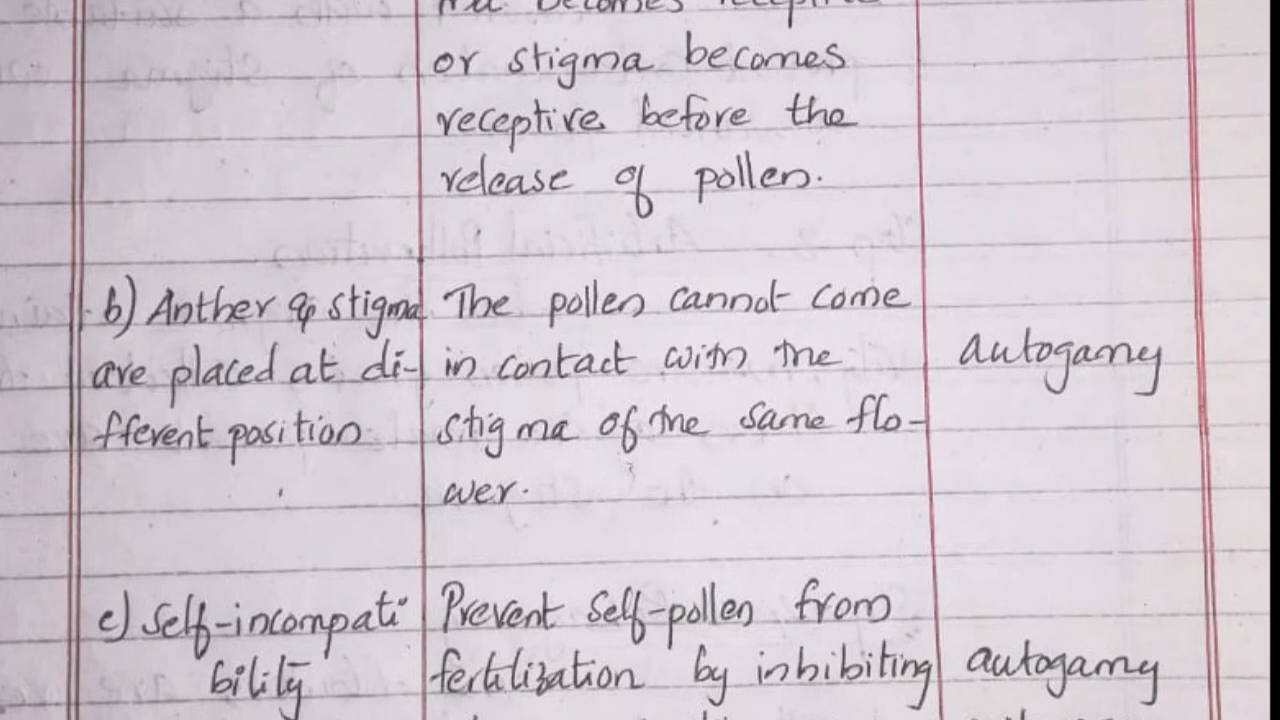 becomes
or stigma becomes
receptive before the
release of pollen.
b) Anther & stigma
are placed at di-
fferent position
The pollen cannot come
in contact with the
stigma of the same flo-
wer.
autogamy
c) Self-incompati
bility
Prevent self-pollen from
fertilization by inhibiting
autogamy